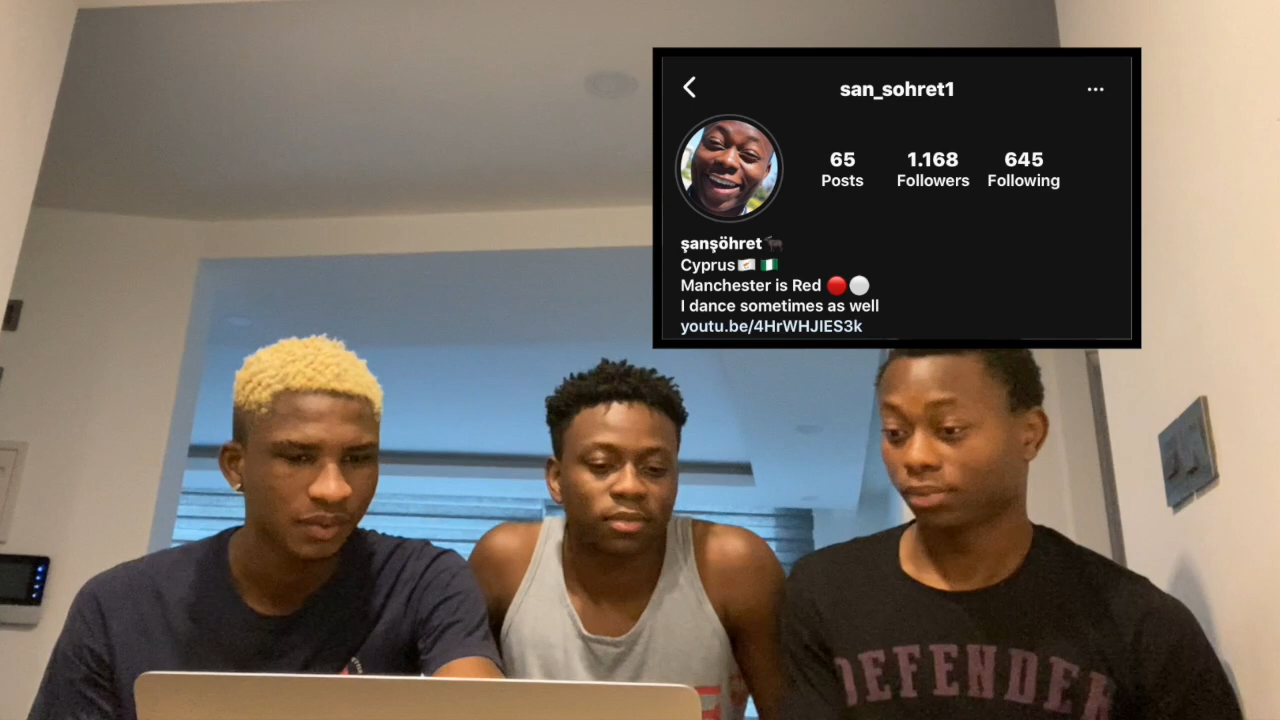 san_sohret1
65 1.168 645
Posts Followers Following
şanşöhret🐐
Cyprus🇨🇾 🇳🇬
Manchester is Red 🔴⚪
I dance sometimes as well
youtu.be/4HrWHJIES3k
DEFENDER